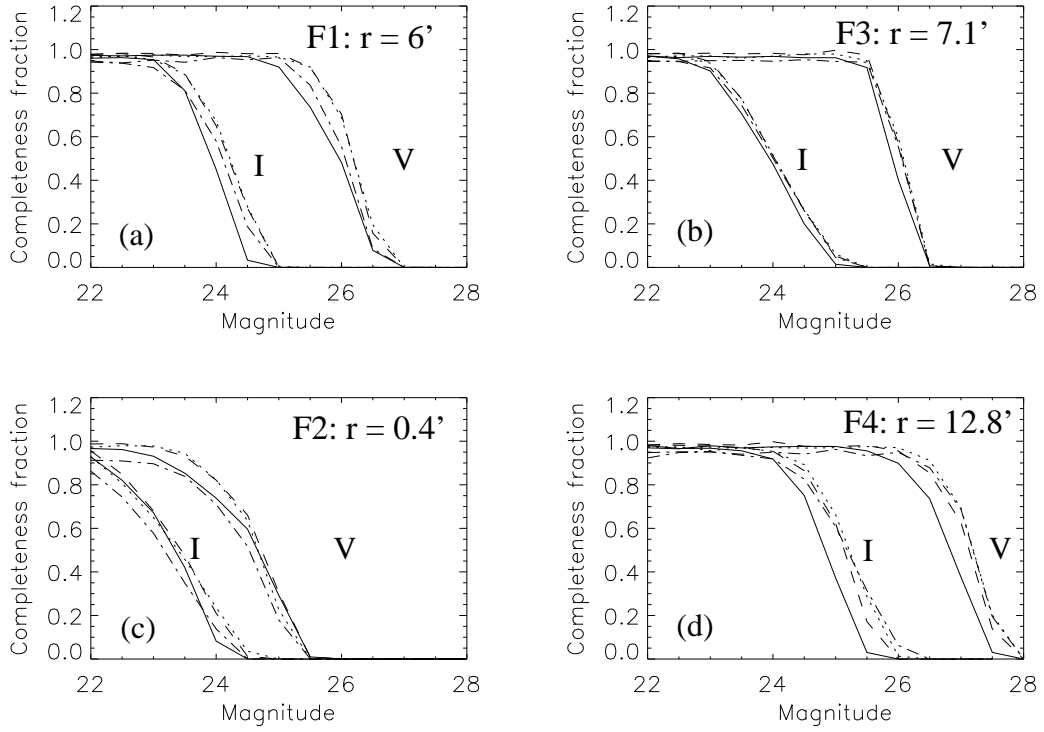 1.2
1.0
0.8
0.6
0.4
0.2
0.0
Completeness fraction
F1: r = 6’
I
V
(a)
22 24 26 28
Magnitude
1.2
1.0
0.8
0.6
0.4
0.2
0.0
Completeness fraction
F3: r = 7.1’
I
V
(b)
22 24 26 28
Magnitude
1.2
1.0
0.8
0.6
0.4
0.2
0.0
Completeness fraction
F2: r = 0.4’
I
V
(c)
22 24 26 28
Magnitude
1.2
1.0
0.8
0.6
0.4
0.2
0.0
Completeness fraction
F4: r = 12.8’
I
V
(d)
22 24 26 28
Magnitude